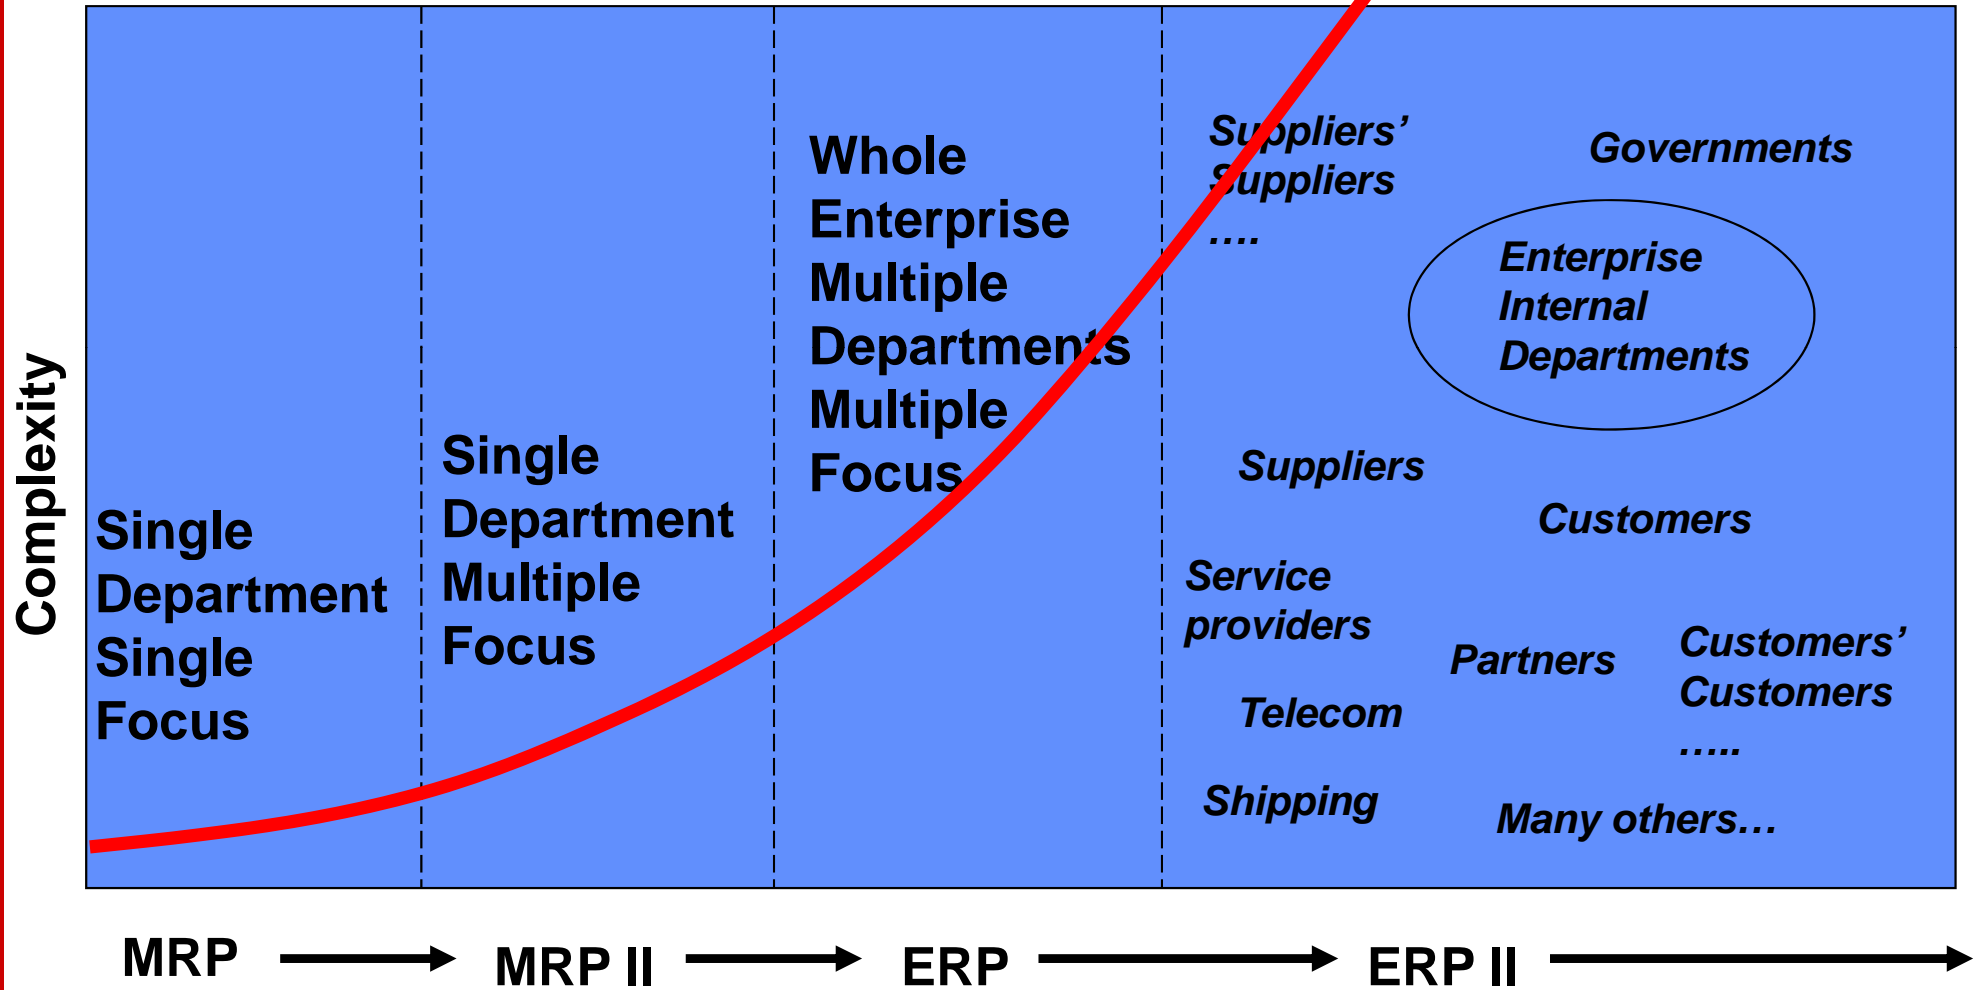 Complexity
Single
Department
Single
Focus
Single
Department
Multiple
Focus
Whole
Enterprise
Multiple
Departments
Multiple
Focus
Suppliers’
Suppliers
….
Governments
Enterprise
Internal
Departments
Suppliers
Customers
Service
providers
Partners
Customers’
Customers
…..
Telecom
Shipping
Many others…
MRP
MRP II
ERP
ERP II